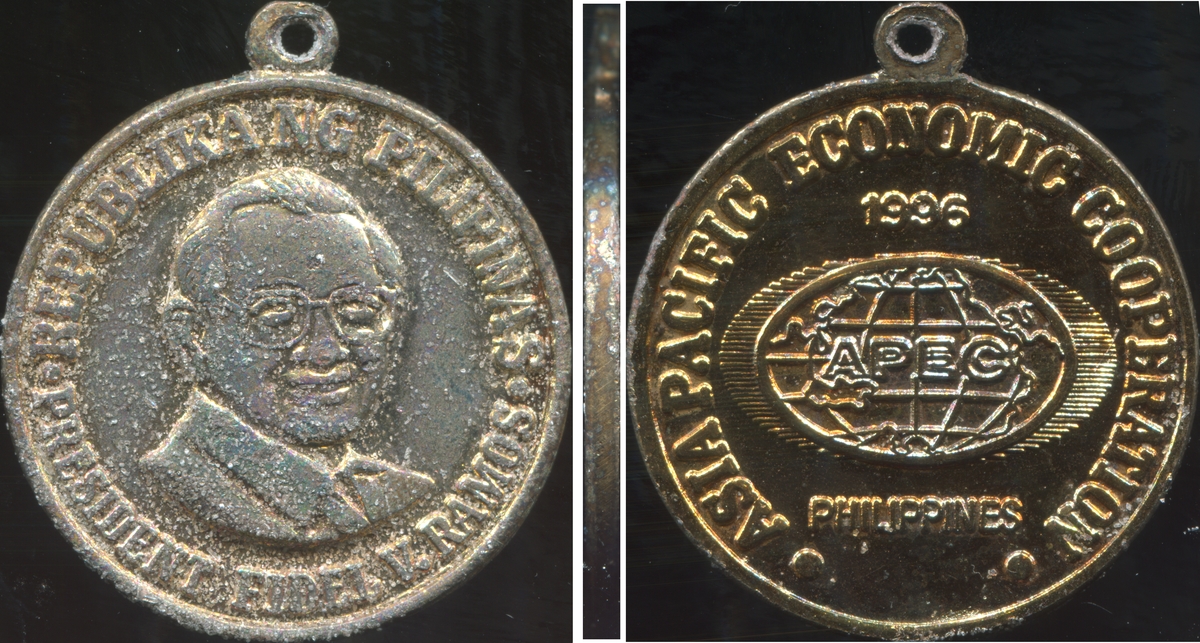 REPUBLIKA NG PILIPINAS
PRESIDENT FIDEL V. RAMOS
ASIA PACIFIC ECONOMIC COOPERATION
1996
APEC
PHILIPPINES